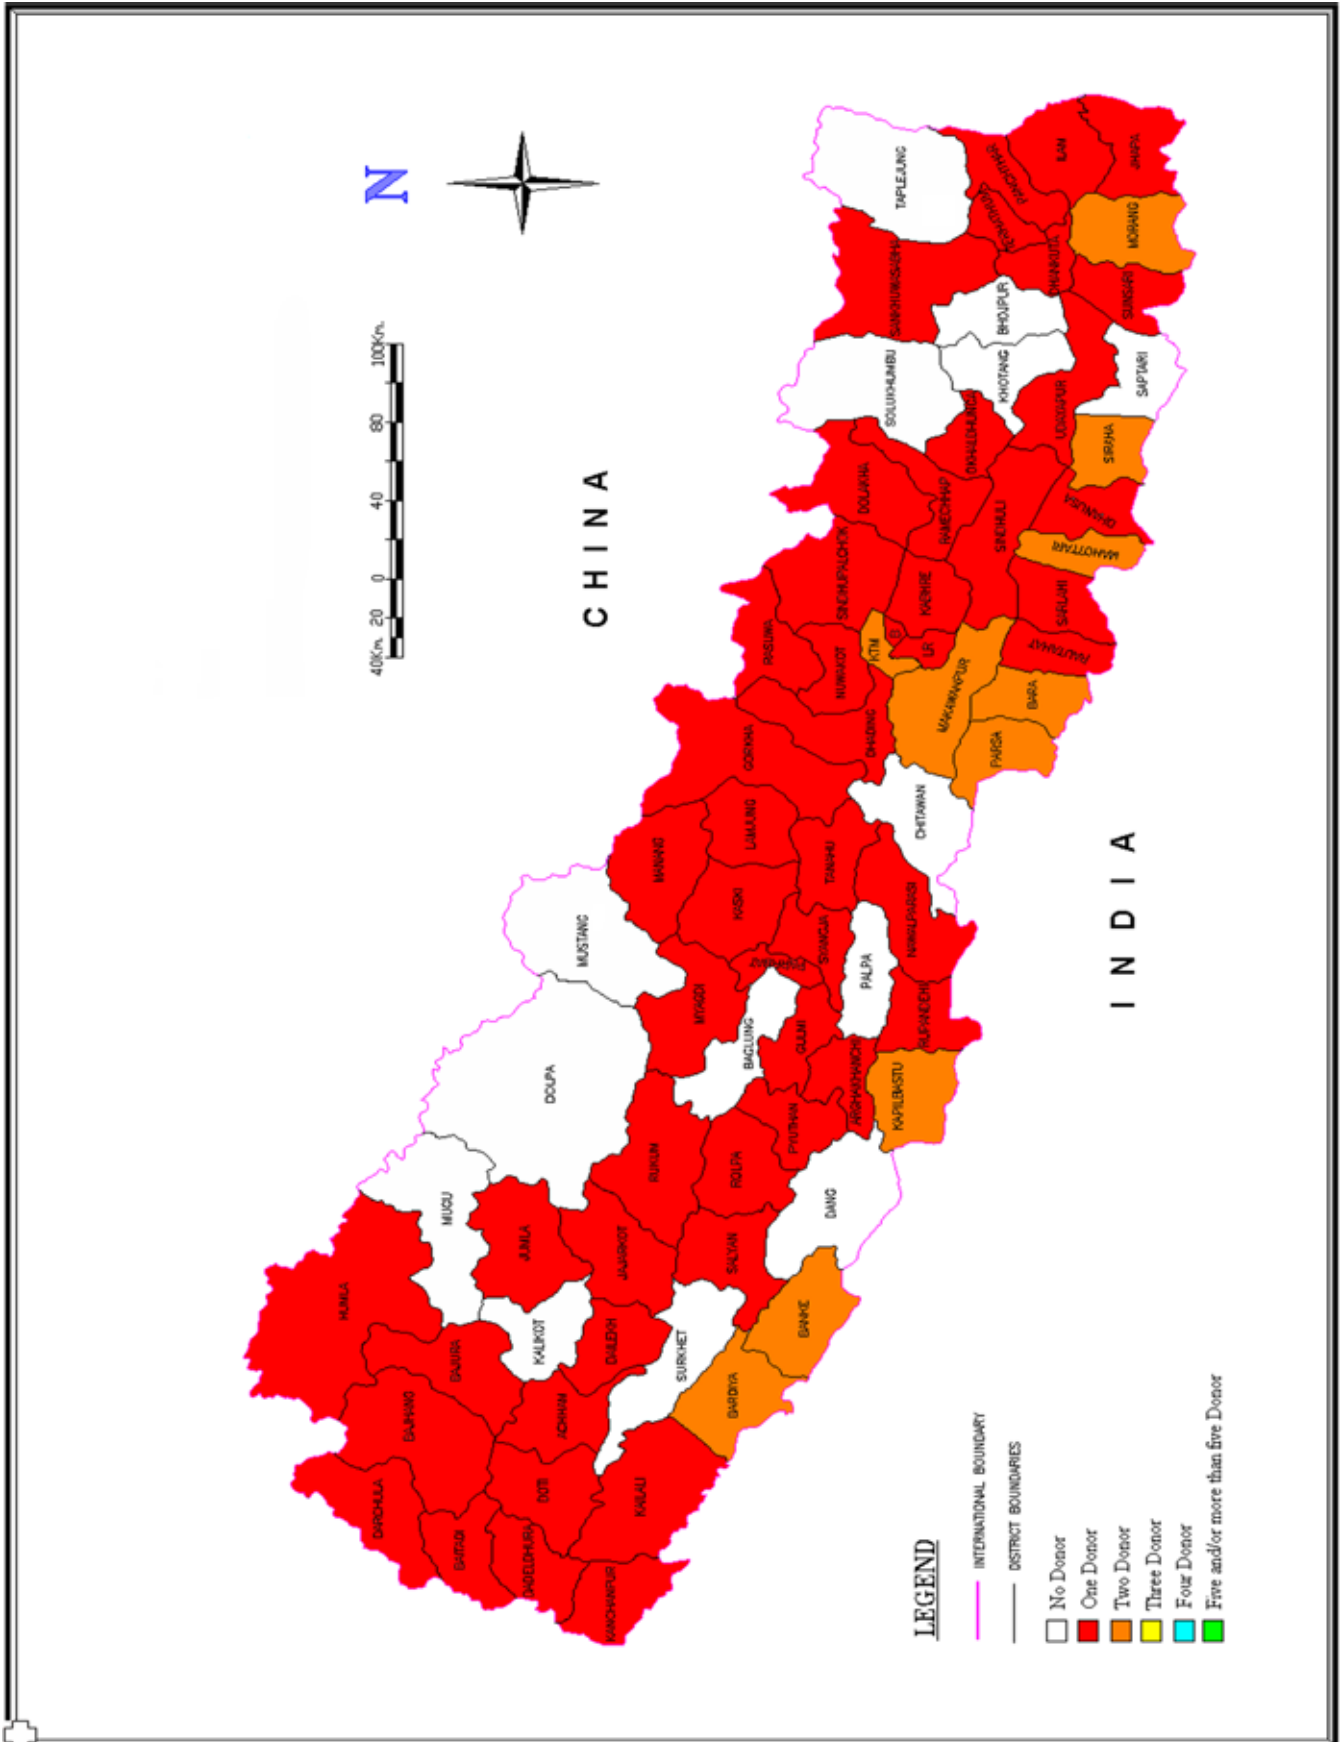 N
40Km. 20 0 40 80 100Km.
C H I N A
I N D I A
HUMLA
DARCHULA
BAJHANG
BAJURA
MUGU
BAITADI
DOTI
ACHHAM
KALIKOT
JUMLA
DOLPA
MUSTANG
DADELDHURA
KANCHANPUR
KAILALI
DAILEKH
JAJARKOT
RUKUM
SURKHET
SALYAN
ROLPA
BARDIYA
BANKE
DANG
PYUTHAN
BAGLUNG
MYAGDI
MANANG
KASKI
LAMJUNG
GORKHA
GULMI
SYANGJA
TANAHU
ARGHAKHANCHI
PALPA
KAPILBASTU
RUPANDEHI
NAWALPARASI
CHITAWAN
DHADING
NUWAKOT
RASUWA
SINDHUPALCHOK
KTM
B
LR
KABHRE
MAKAWANPUR
PARSA
BARA
RAUTAHAT
SARLAHI
MAHOTTARI
DHANUSA
SINDHULI
RAMECHHAP
DOLAKHA
OKHALDHUNGA
SOLUKHUMBU
KHOTANG
UDAYAPUR
SIRAHA
SAPTARI
BHOJPUR
SANKHUWASABHA
TAPLEJUNG
DHANKUTA
PANCHTHAR
SUNSARI
MORANG
ILAM
JHAPA
LEGEND
INTERNATIONAL BOUNDARY
DISTRICT BOUNDARIES
No Donor
One Donor
Two Donor
Three Donor
Four Donor
Five and/or more than five Donor